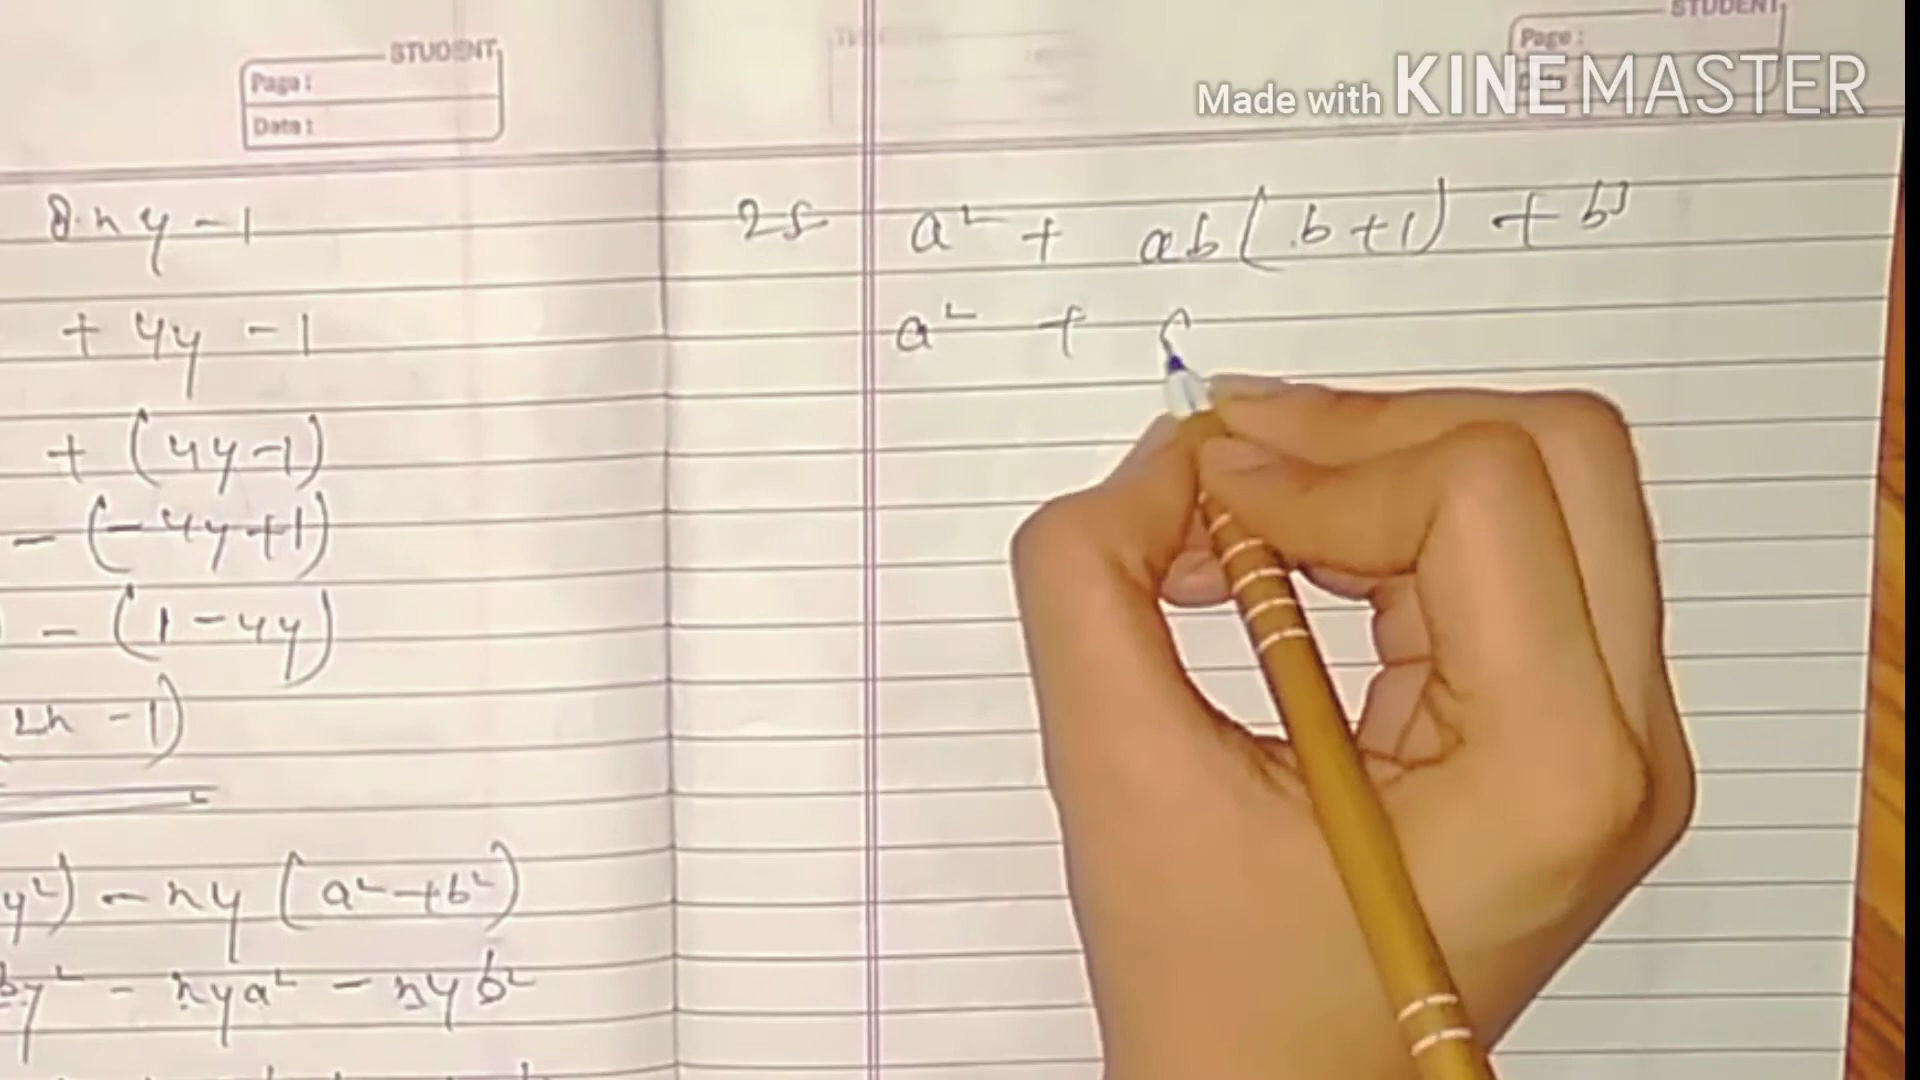 STUDENT
Page:
Date:
Made with KINEMASTER
STUDENT
Page:
8xy - 1
+ 4y - 1
+ (4y-1)
- (-4y+1)
- (1-4y)
(2x - 1)
y²) - xy (a²+b²)
by² - xya² - xyb²
25 a² + ab(b+1) + b³
a² +